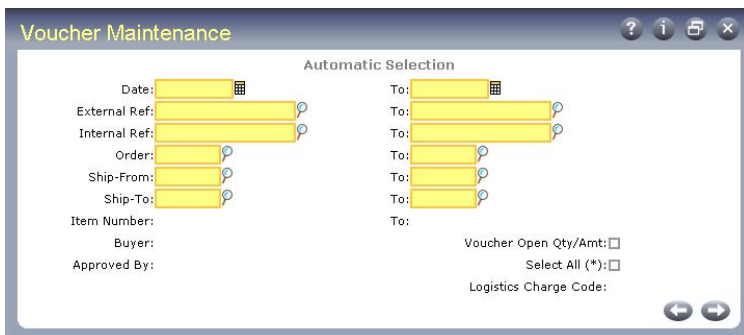 Voucher Maintenance
Automatic Selection
Date: To:
External Ref: To:
Internal Ref: To:
Order: To:
Ship-From: To:
Ship-To: To:
Item Number: To:
Buyer: Voucher Open Qty/Amt:
Approved By: Select All (*):
Logistics Charge Code: